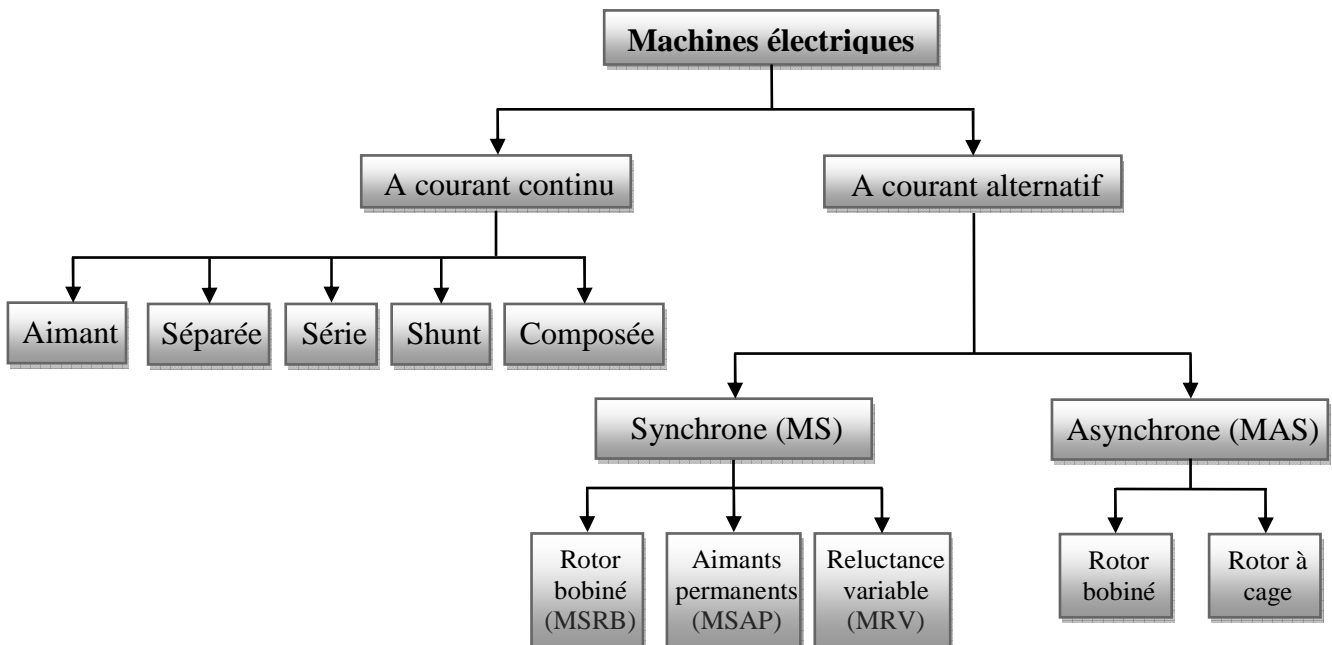 Machines électriques
A courant continu
A courant alternatif
Aimant
Séparée
Série
Shunt
Composée
Synchrone (MS)
Asynchrone (MAS)
Rotor
bobiné
(MSRB)
Aimants
permanents
(MSAP)
Reluctance
variable
(MRV)
Rotor
bobiné
Rotor à
cage